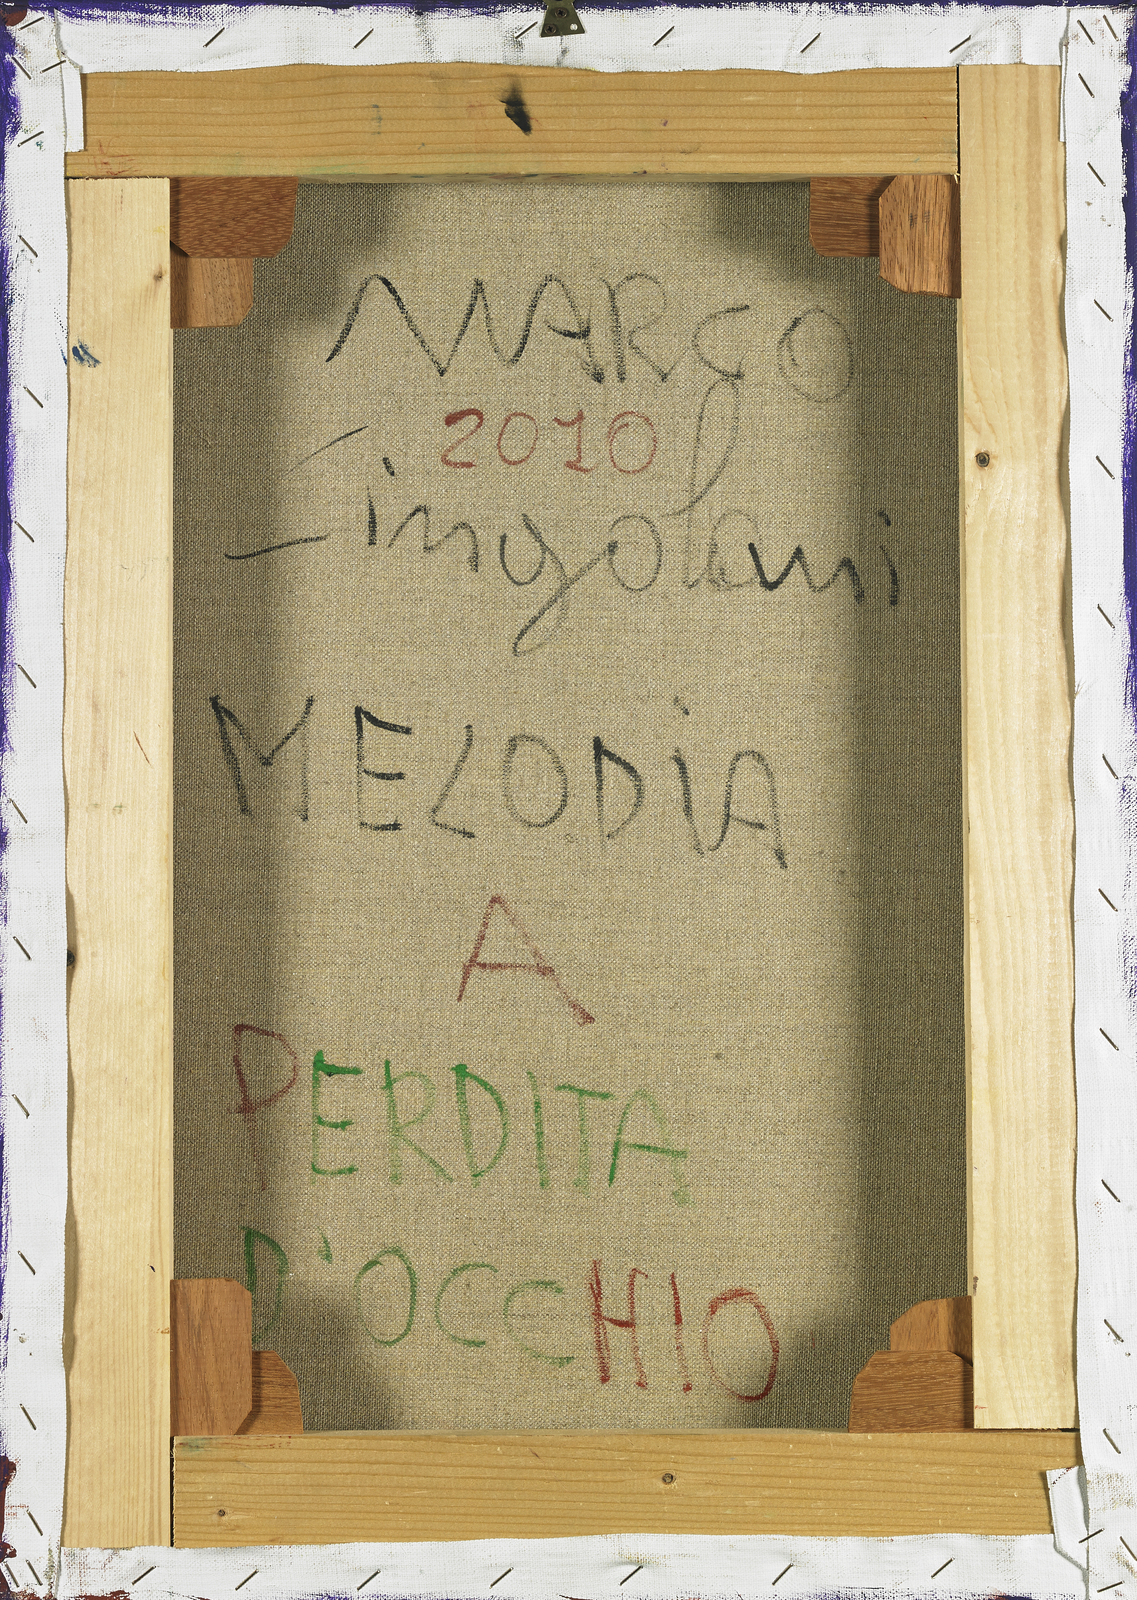 MARCO
2010
Cingolani
MELODiA
A
PERDITA
D'OCCHIO